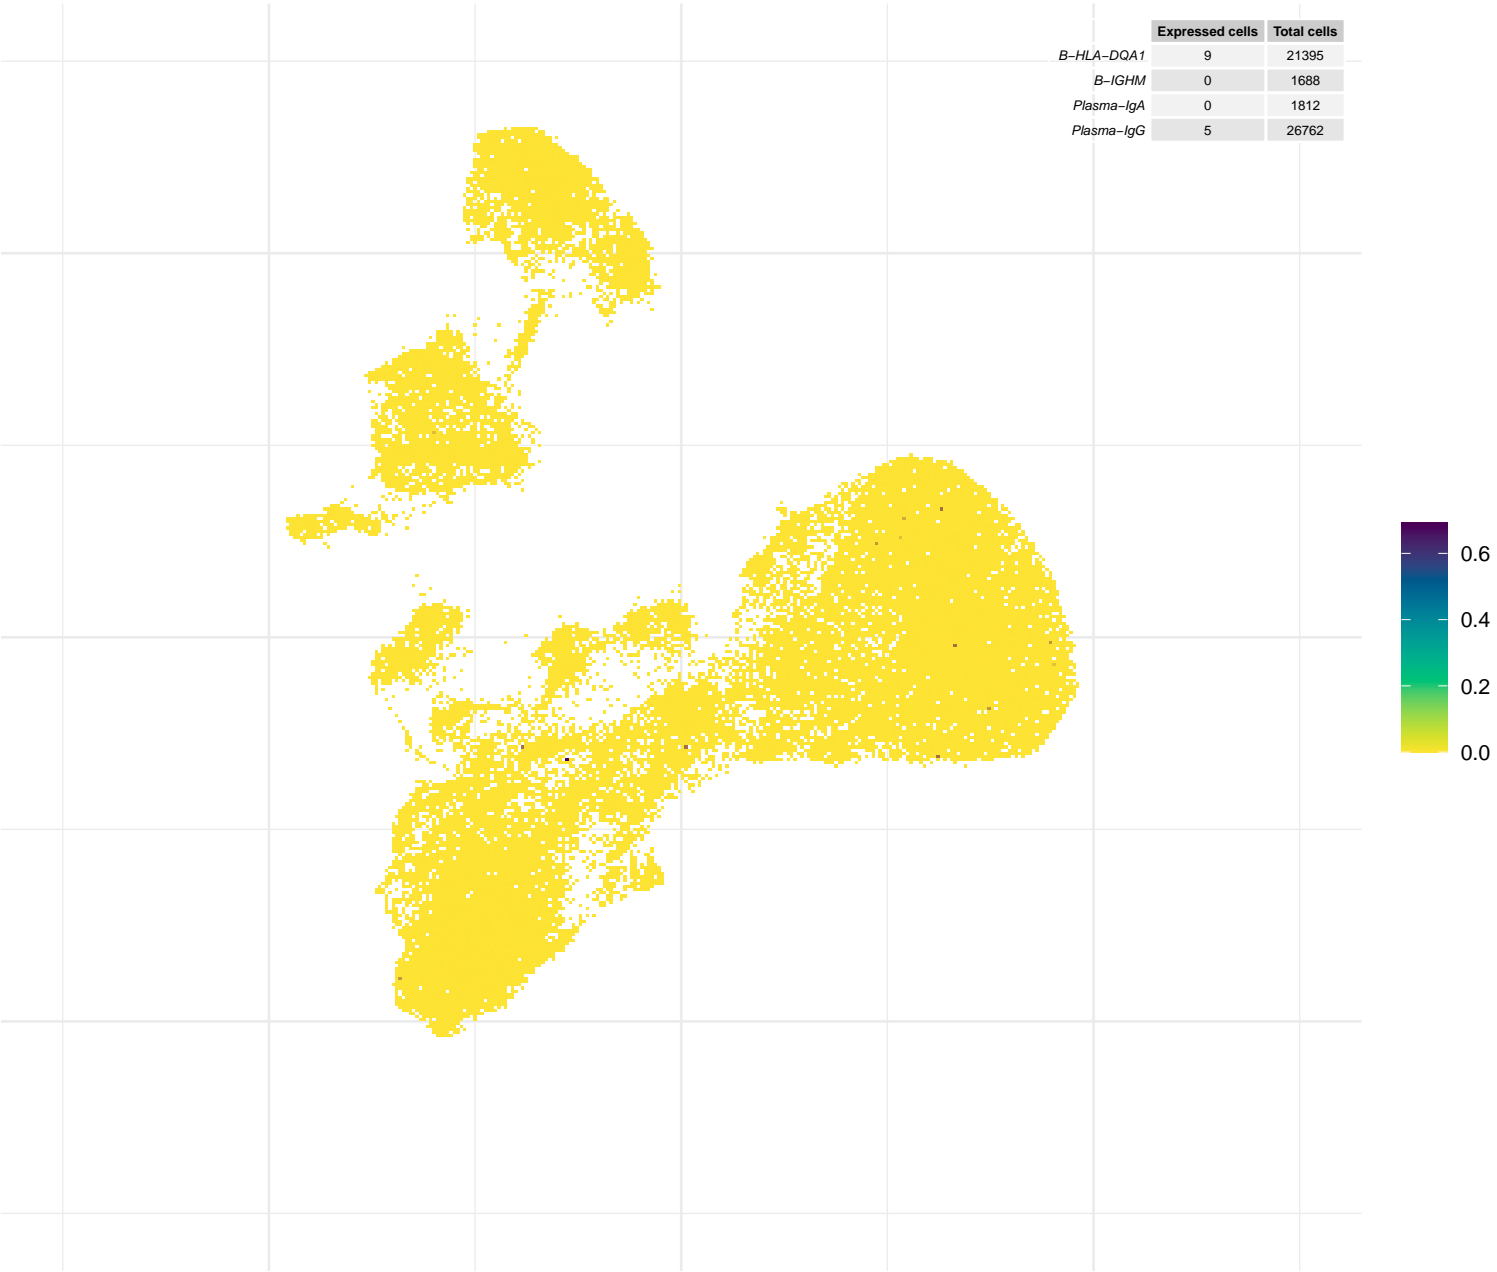 Expressed cells Total cells
B−HLA−DQA1 9 21395
B−IGHM 0 1688
Plasma−IgA 0 1812
Plasma−IgG 5 26762
0.6
0.4
0.2
0.0